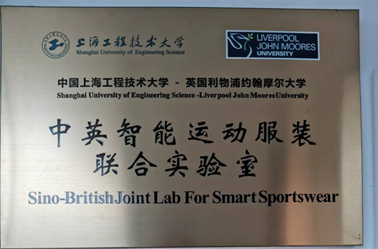 上海工程技术大学
Shanghai University of Engineering Science
LIVERPOOL
JOHN MOORES
UNIVERSITY
中国上海工程技术大学 - 英国利物浦约翰摩尔大学
Shanghai University of Engineering Science -Liverpool John MooresUniversity
中英智能运动服装
联合实验室
Sino-BritishJoint Lab For Smart Sportswear